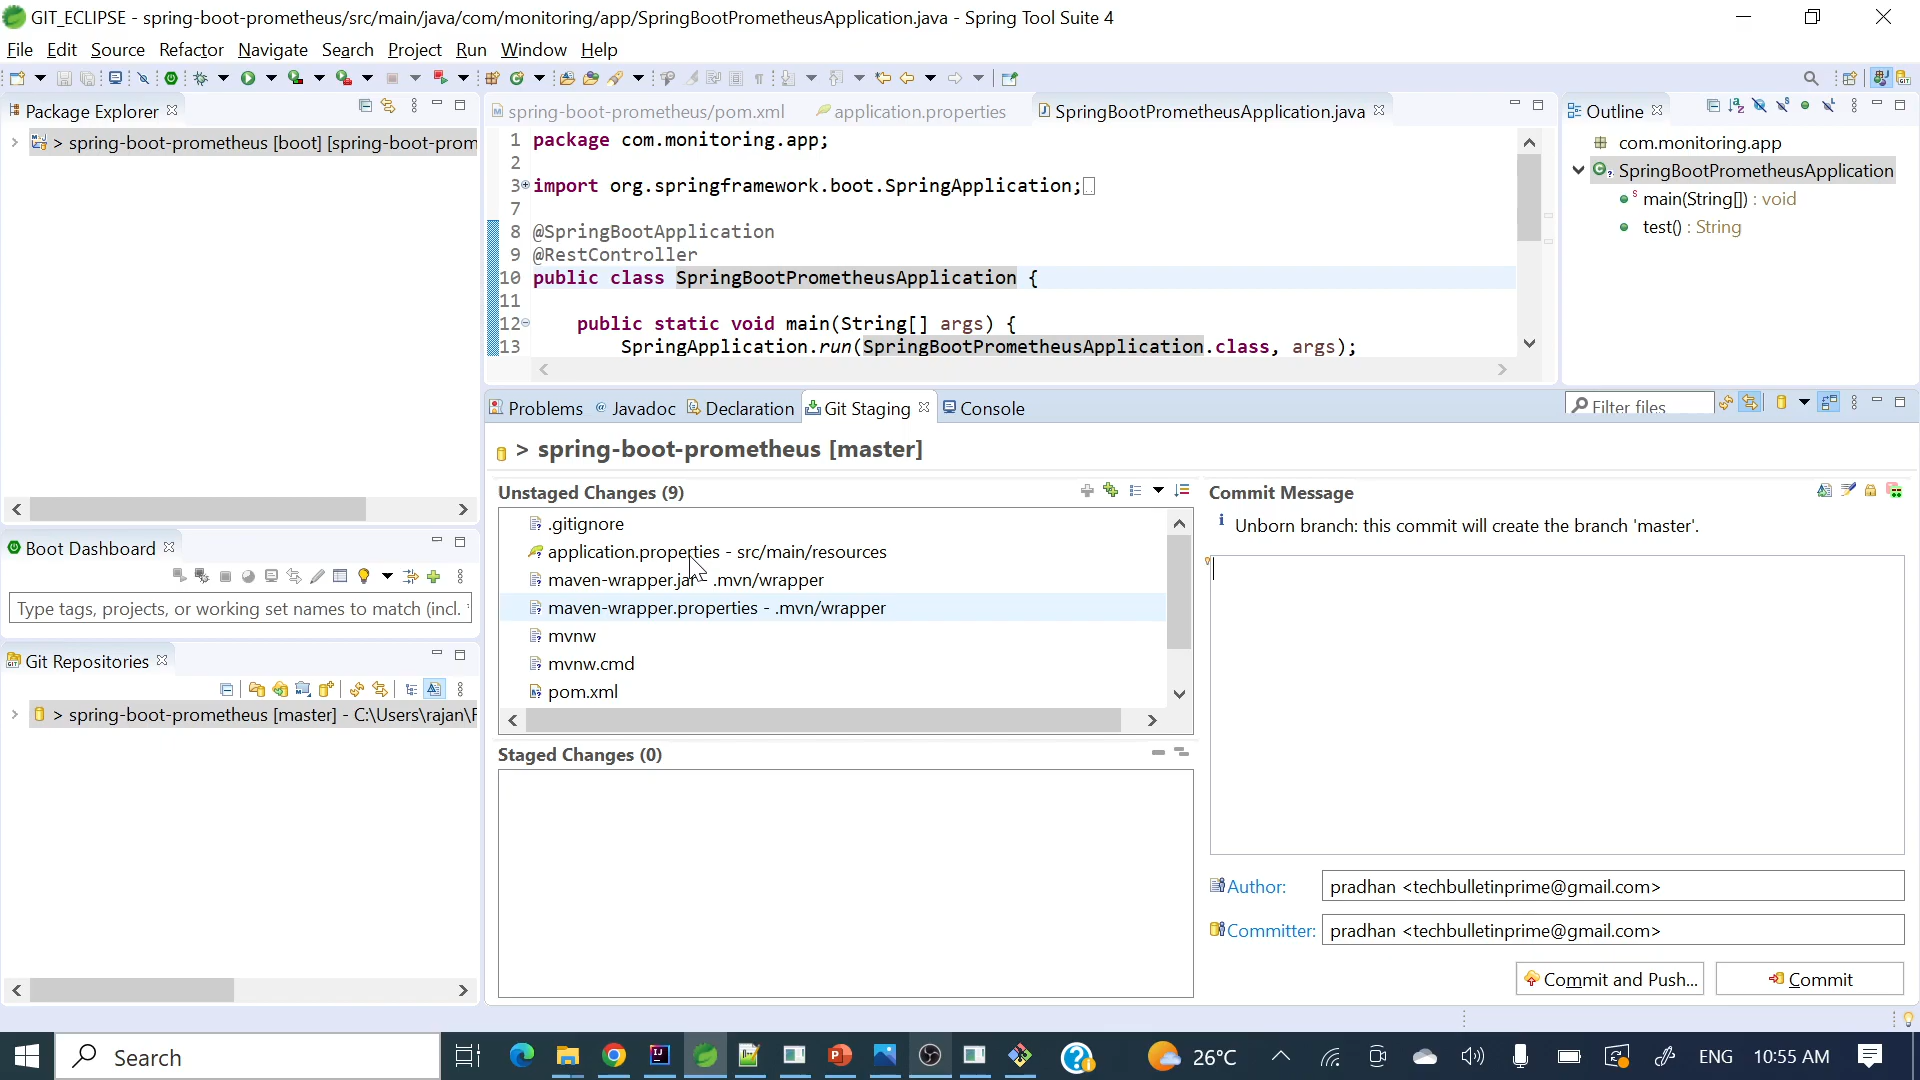 GIT_ECLIPSE - spring-boot-prometheus/src/main/java/com/monitoring/app/SpringBootPrometheusApplication.java - Spring Tool Suite 4
File Edit Source Refactor Navigate Search Project Run Window Help
Package Explorer
> spring-boot-prometheus [boot] [spring-boot-prom
spring-boot-prometheus/pom.xml application.properties SpringBootPrometheusApplication.java
1 package com.monitoring.app;
2
3 import org.springframework.boot.SpringApplication;
7
8 @SpringBootApplication
9 @RestController
10 public class SpringBootPrometheusApplication {
11
12 public static void main(String[] args) {
13 SpringApplication.run(SpringBootPrometheusApplication.class, args);
Outline
com.monitoring.app
SpringBootPrometheusApplication
main(String[]) : void
test() : String
Boot Dashboard
Type tags, projects, or working set names to match (incl. *
Git Repositories
> spring-boot-prometheus [master] - C:\Users\rajan\
Problems Javadoc Declaration Git Staging Console
Filter files
> spring-boot-prometheus [master]
Unstaged Changes (9)
.gitignore
application.properties - src/main/resources
maven-wrapper.jar - .mvn/wrapper
maven-wrapper.properties - .mvn/wrapper
mvnw
mvnw.cmd
pom.xml
Staged Changes (0)
Commit Message
Unborn branch: this commit will create the branch 'master'.
Author: pradhan <techbulletinprime@gmail.com>
Committer: pradhan <techbulletinprime@gmail.com>
Commit and Push... Commit
Search
26°C
ENG
10:55 AM